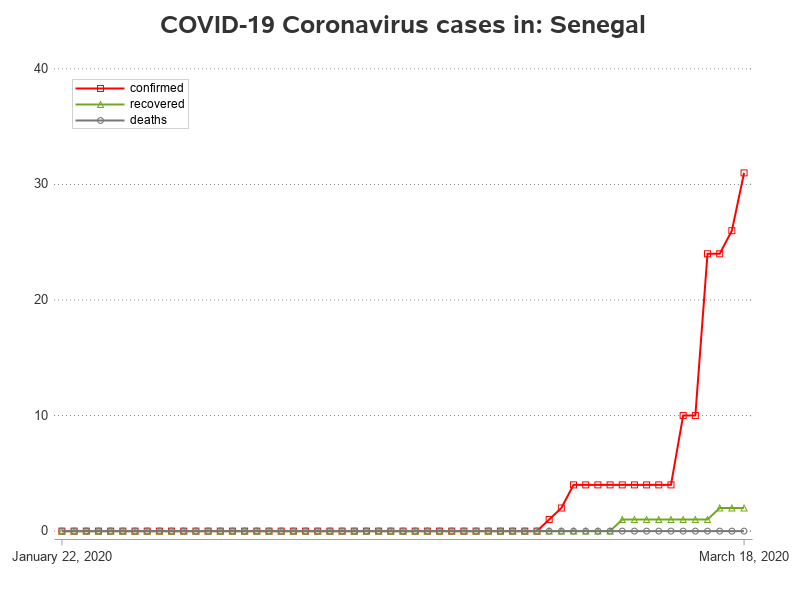 COVID-19 Coronavirus cases in: Senegal
40
confirmed
recovered
deaths
30
20
10
0
January 22, 2020
March 18, 2020